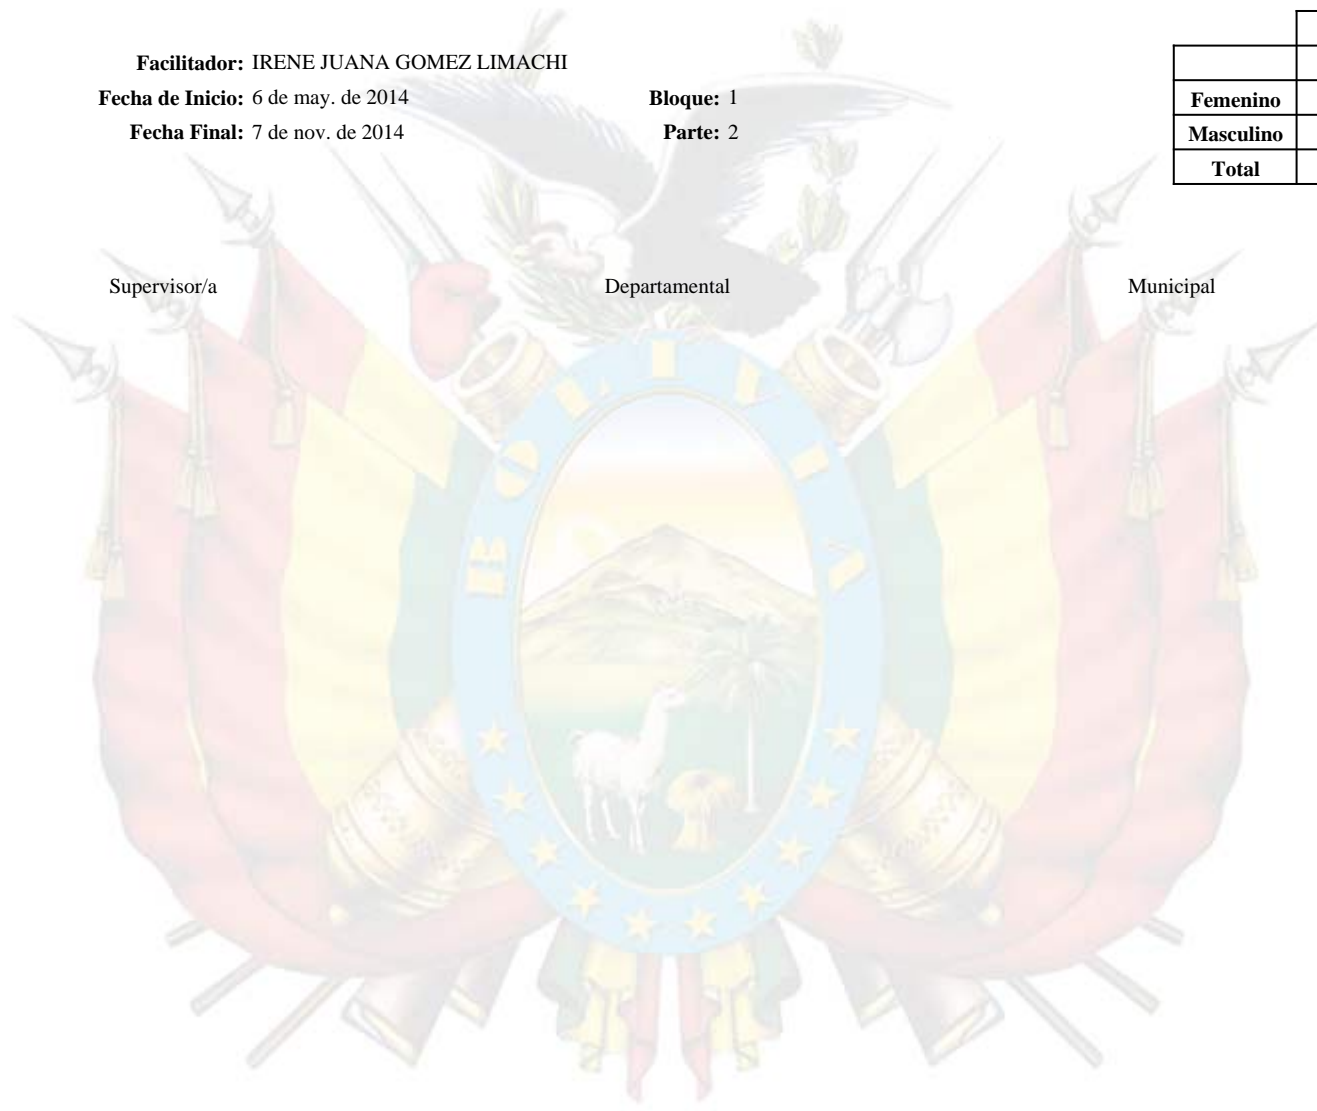 Facilitador: IRENE JUANA GOMEZ LIMACHI
Fecha de Inicio: 6 de may. de 2014 Bloque: 1
Fecha Final: 7 de nov. de 2014 Parte: 2
Femenino
Masculino
Total
Supervisor/a Departamental Municipal
BOLIVIA